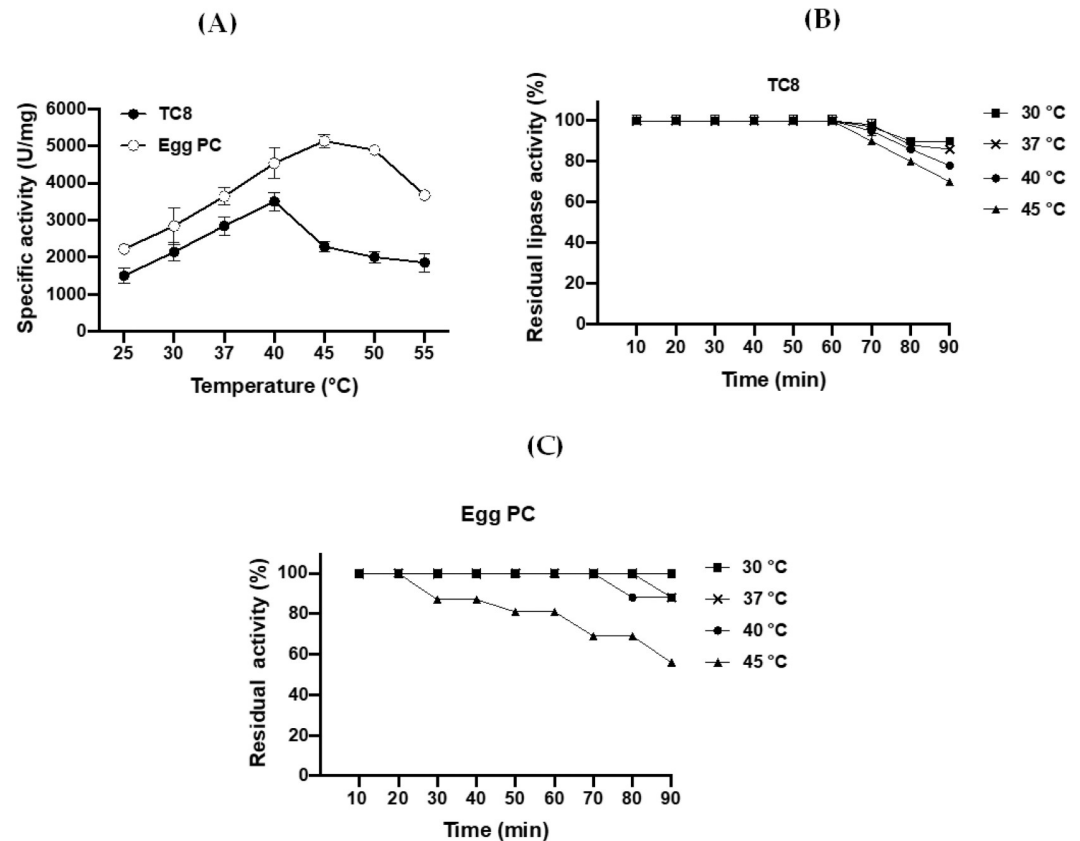 (A)
6000
5000
4000
3000
2000
1000
0
Specific activity (U/mg)
TC8
Egg PC
25 30 37 40 45 50 55
Temperature (°C)
(B)
TC8
100
80
60
40
20
0
Residual lipase activity (%)
30 °C
37 °C
40 °C
45 °C
10 20 30 40 50 60 70 80 90
Time (min)
(C)
Egg PC
100
80
60
40
20
0
Residual activity (%)
30 °C
37 °C
40 °C
45 °C
10 20 30 40 50 60 70 80 90
Time (min)